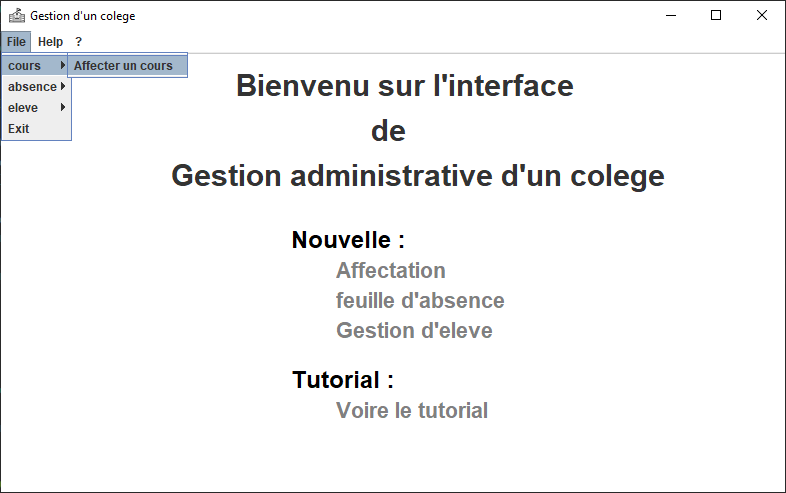 Gestion d'un colege
File Help ?
cours Affecter un cours
absence
eleve
Exit
Bienvenu sur l'interface
de
Gestion administrative d'un colege
Nouvelle :
Affectation
feuille d'absence
Gestion d'eleve
Tutorial :
Voire le tutorial